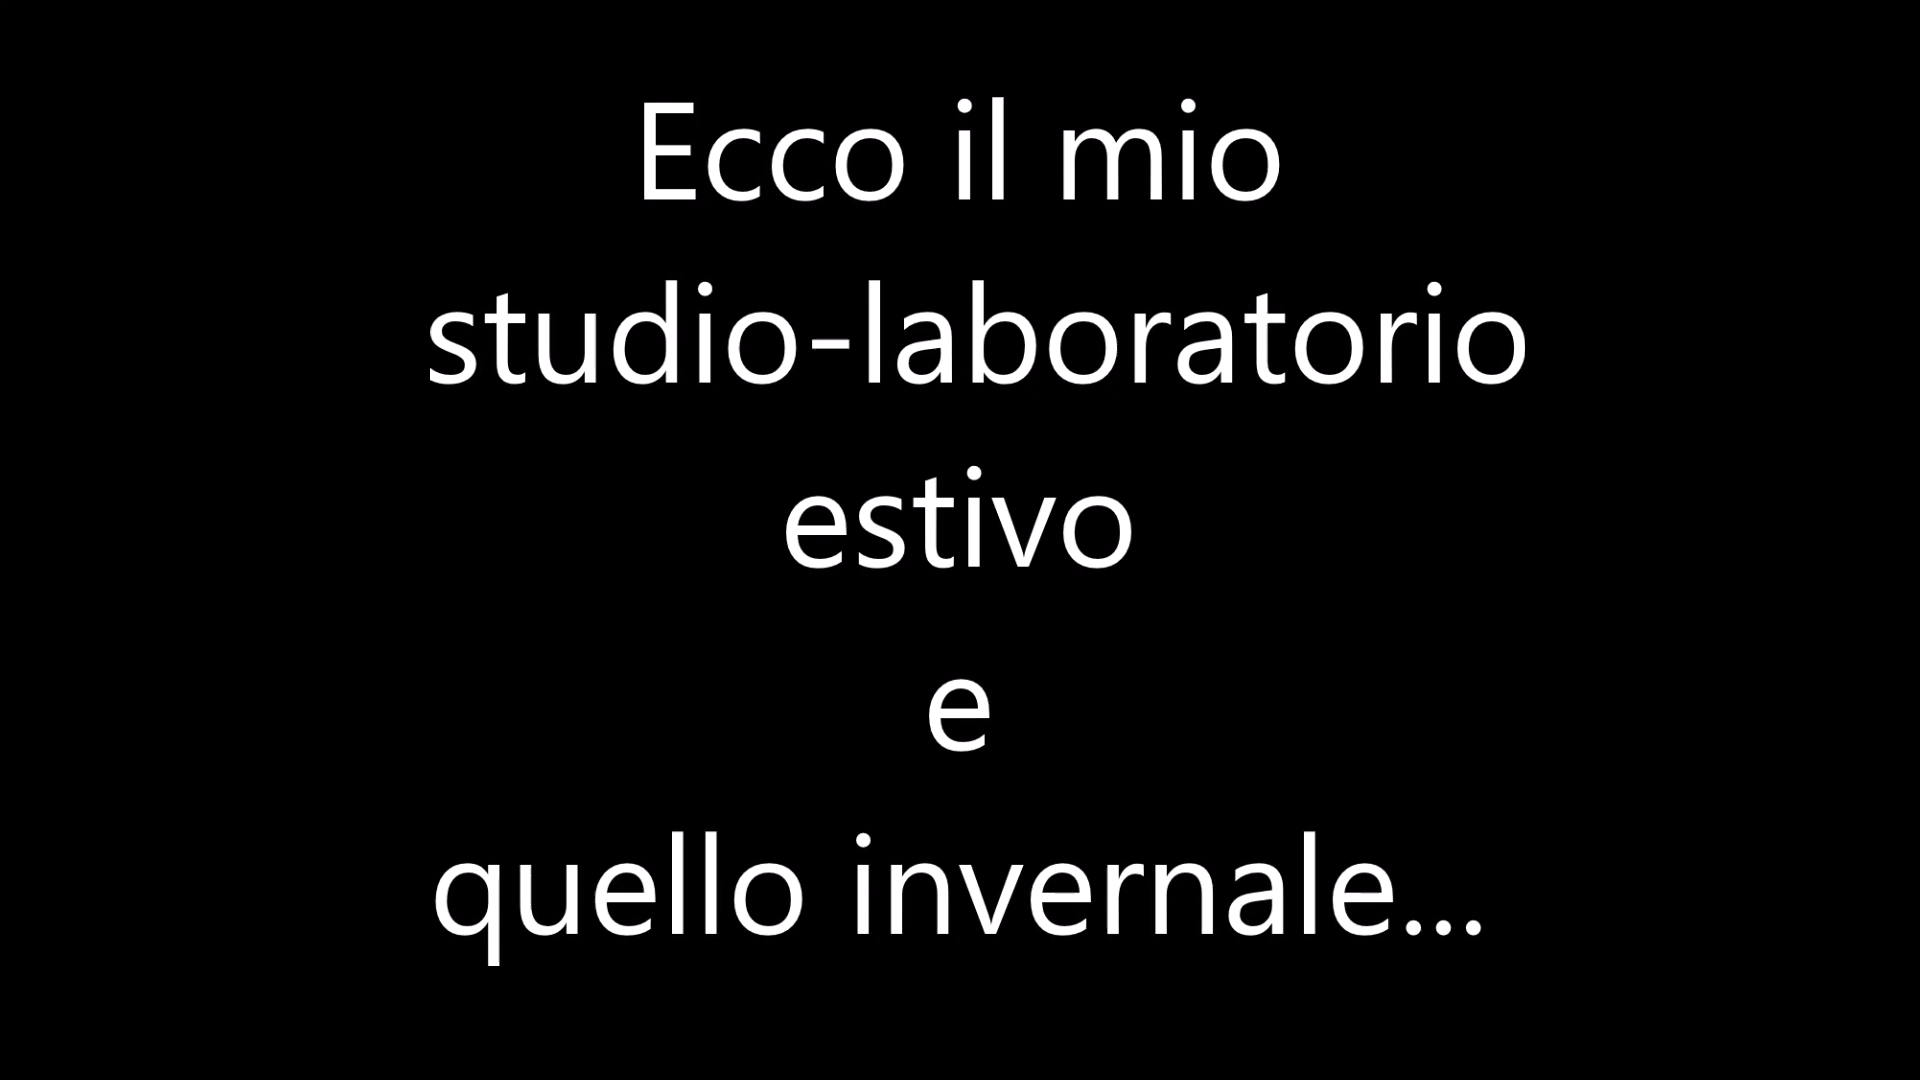 Ecco il mio
studio-laboratorio
estivo
e
quello invernale...